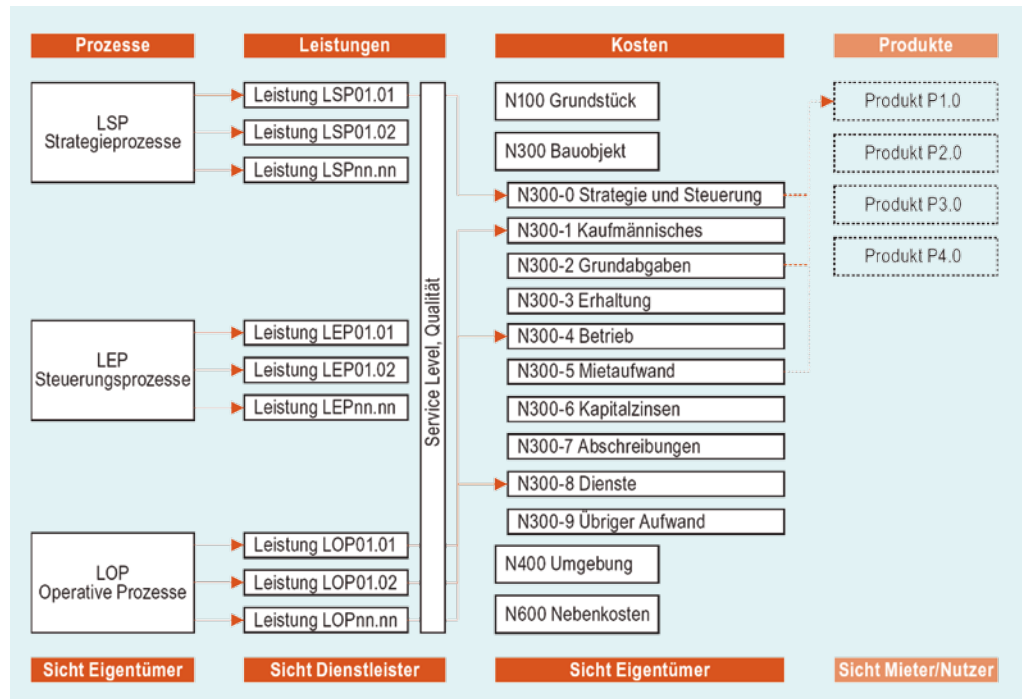 Prozesse
Leistungen
Kosten
Produkte
LSP
Strategieprozesse
Leistung LSP01.01
Leistung LSP01.02
Leistung LSPnn.nn
LEP
Steuerungsprozesse
Leistung LEP01.01
Leistung LEP01.02
Leistung LEPnn.nn
LOP
Operative Prozesse
Leistung LOP01.01
Leistung LOP01.02
Leistung LOPnn.nn
Service Level, Qualität
N100 Grundstück
N300 Bauobjekt
N300-0 Strategie und Steuerung
N300-1 Kaufmännisches
N300-2 Grundabgaben
N300-3 Erhaltung
N300-4 Betrieb
N300-5 Mietaufwand
N300-6 Kapitalzinsen
N300-7 Abschreibungen
N300-8 Dienste
N300-9 Übriger Aufwand
N400 Umgebung
N600 Nebenkosten
Produkt P1.0
Produkt P2.0
Produkt P3.0
Produkt P4.0
Sicht Eigentümer
Sicht Dienstleister
Sicht Eigentümer
Sicht Mieter/Nutzer